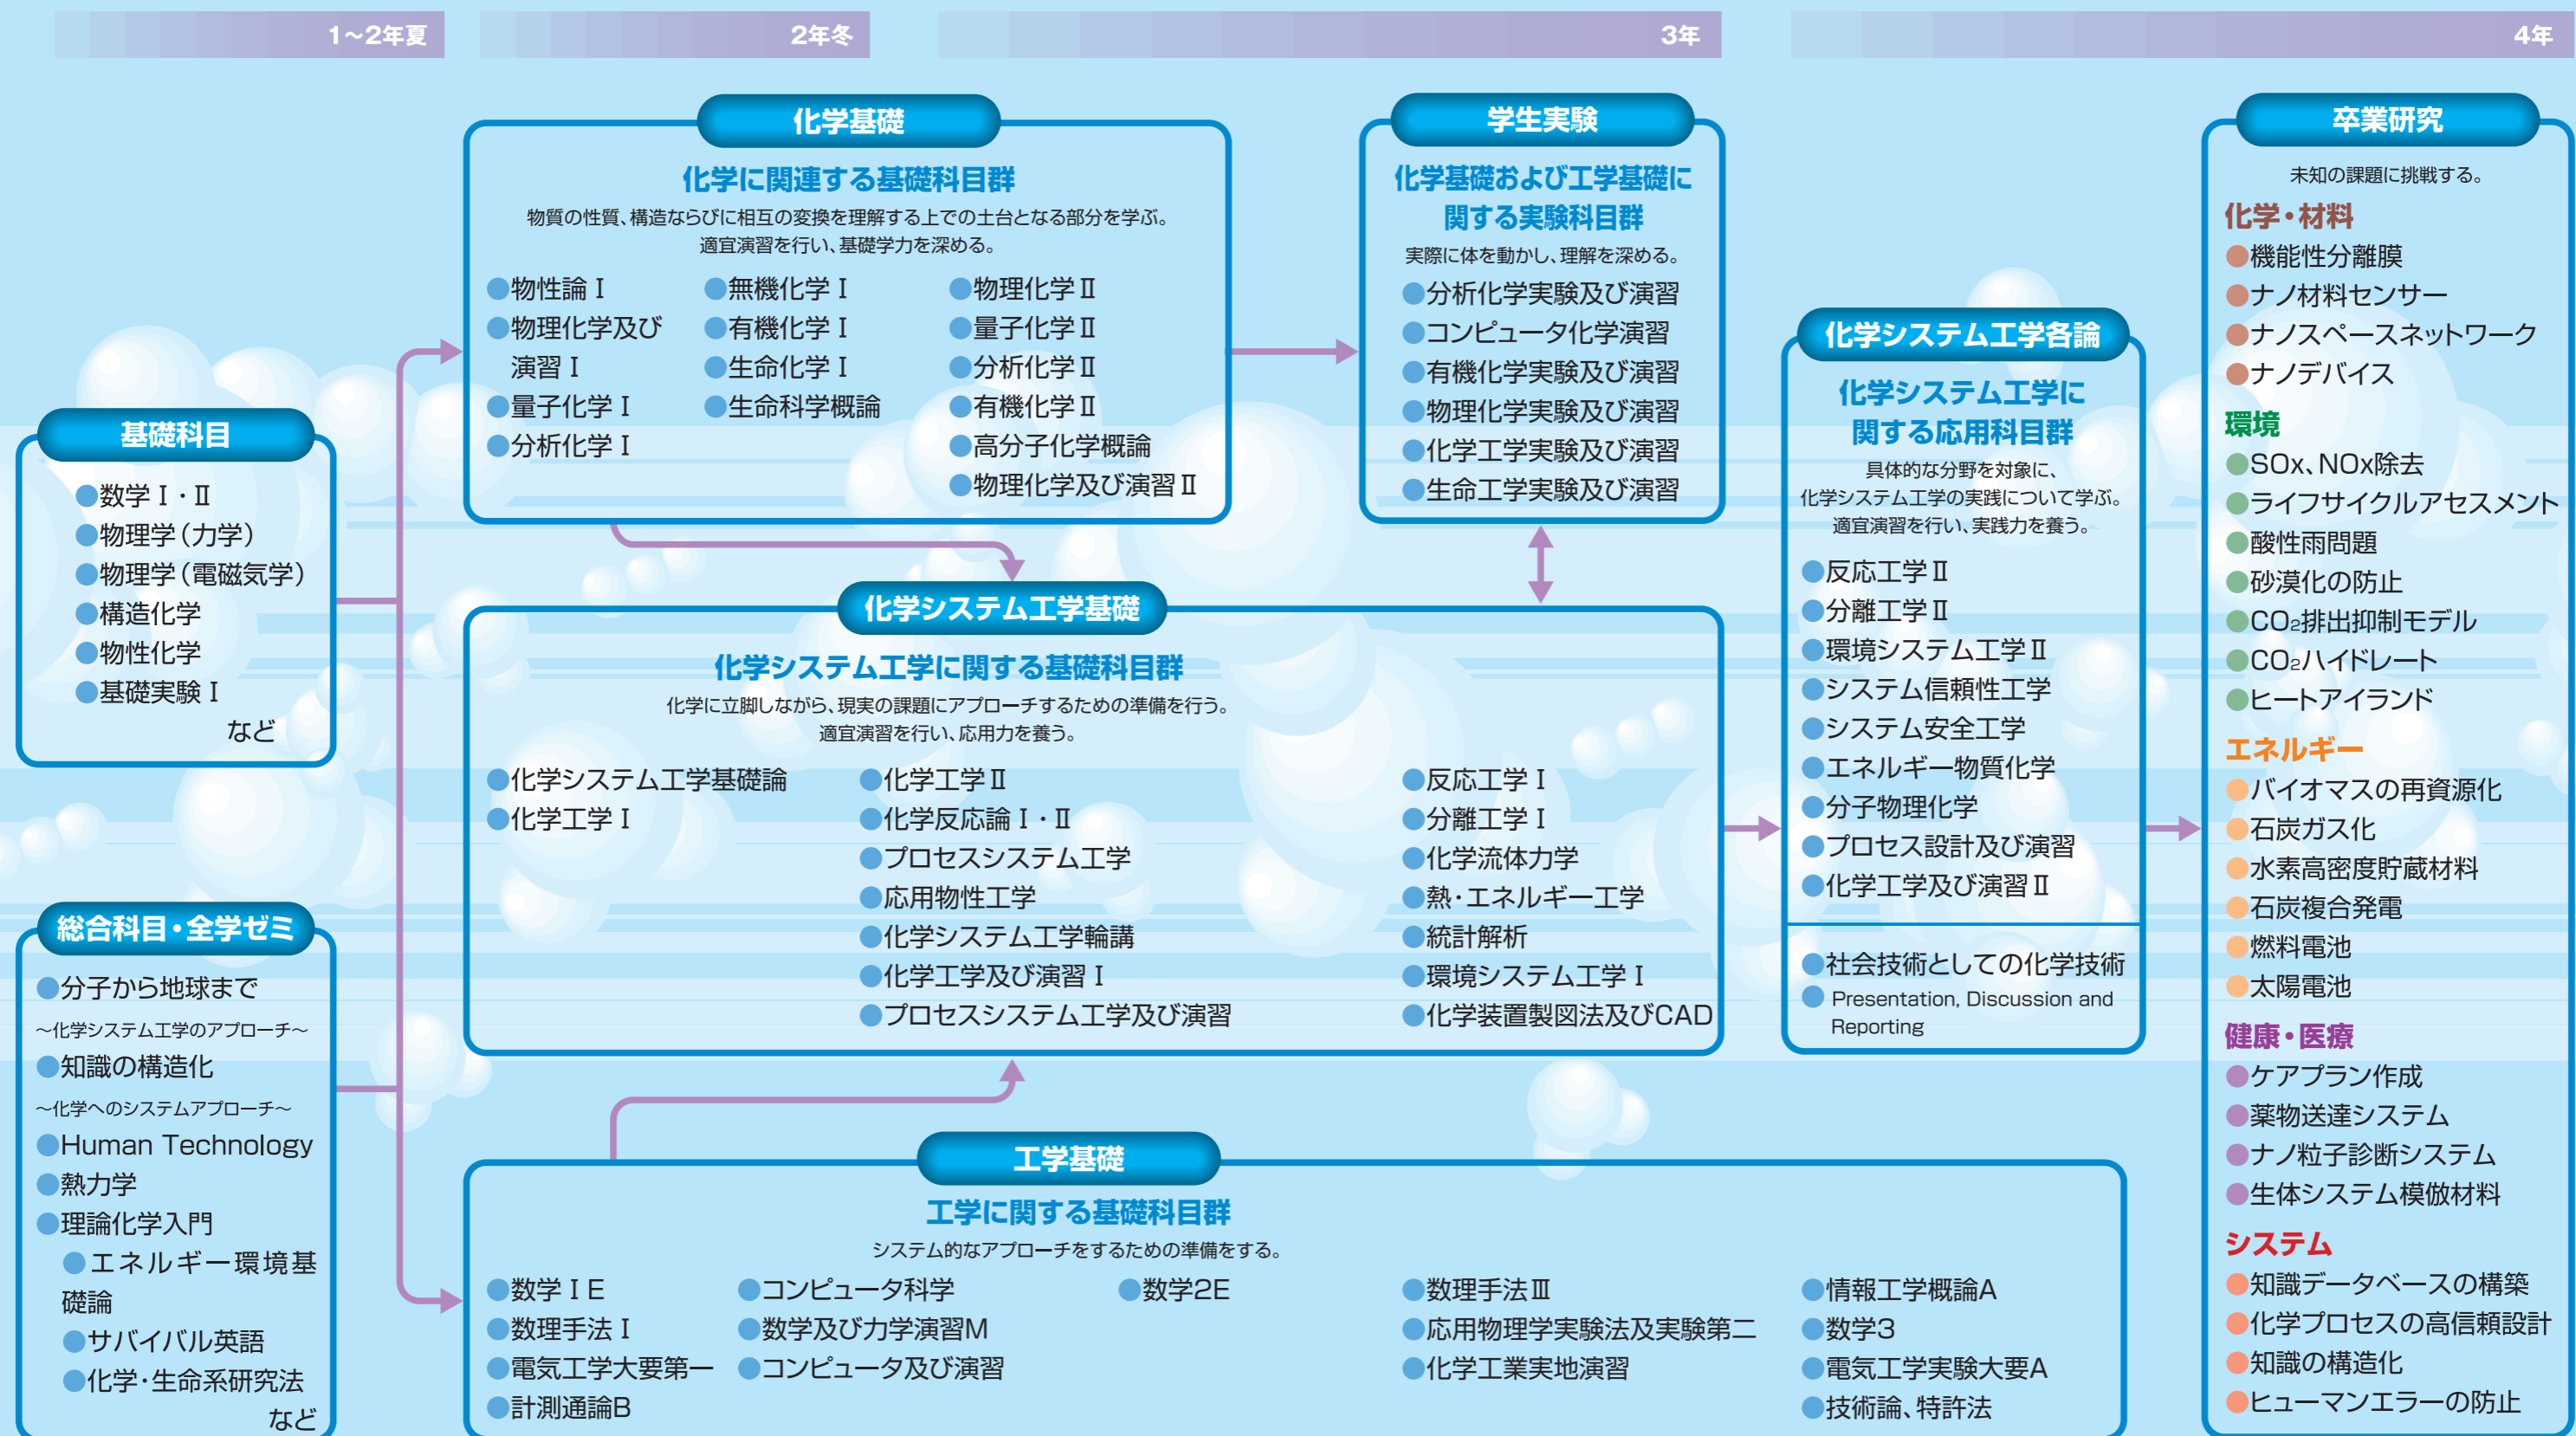 1～2年夏
2年冬
3年
4年
基礎科目
●数学Ⅰ・Ⅱ
●物理学(力学)
●物理学(電磁気学)
●構造化学
●物性化学
●基礎実験Ⅰ
など
総合科目・全学ゼミ
●分子から地球まで
～化学システム工学のアプローチ～
●知識の構造化
～化学へのシステムアプローチ～
●Human Technology
●熱力学
●理論化学入門
●エネルギー環境基
礎論
●サバイバル英語
●化学・生命系研究法
など
化学基礎
化学に関連する基礎科目群
物質の性質、構造ならびに相互の変換を理解する上での土台となる部分を学ぶ。
適宜演習を行い、基礎学力を深める。
●物性論Ⅰ
●物理化学及び
演習Ⅰ
●量子化学Ⅰ
●分析化学Ⅰ
●無機化学Ⅰ
●有機化学Ⅰ
●生命化学Ⅰ
●生命科学概論
●物理化学Ⅱ
●量子化学Ⅱ
●分析化学Ⅱ
●有機化学Ⅱ
●高分子化学概論
●物理化学及び演習Ⅱ
学生実験
化学基礎および工学基礎に
関する実験科目群
実際に体を動かし、理解を深める。
●分析化学実験及び演習
●コンピュータ化学演習
●有機化学実験及び演習
●物理化学実験及び演習
●化学工学実験及び演習
●生命工学実験及び演習
化学システム工学基礎
化学システム工学に関する基礎科目群
化学に立脚しながら、現実の課題にアプローチするための準備を行う。
適宜演習を行い、応用力を養う。
●化学システム工学基礎論
●化学工学Ⅰ
●化学工学Ⅱ
●化学反応論Ⅰ・Ⅱ
●プロセスシステム工学
●応用物性工学
●化学システム工学輪講
●化学工学及び演習Ⅰ
●プロセスシステム工学及び演習
●反応工学Ⅰ
●分離工学Ⅰ
●化学流体力学
●熱・エネルギー工学
●統計解析
●環境システム工学Ⅰ
●化学装置製図法及びCAD
工学基礎
工学に関する基礎科目群
システム的なアプローチをするための準備をする。
●数学ⅠE
●数理手法Ⅰ
●電気工学大要第一
●計測通論B
●コンピュータ科学
●数学及び力学演習M
●コンピュータ及び演習
●数学2E
●数理手法Ⅲ
●応用物理学実験法及実験第二
●化学工業実地演習
●情報工学概論A
●数学3
●電気工学実験大要A
●技術論、特許法
化学システム工学各論
化学システム工学に
関する応用科目群
具体的な分野を対象に、
化学システム工学の実践について学ぶ。
適宜演習を行い、実践力を養う。
●反応工学Ⅱ
●分離工学Ⅱ
●環境システム工学Ⅱ
●システム信頼性工学
●システム安全工学
●エネルギー物質化学
●分子物理化学
●プロセス設計及び演習
●化学工学及び演習Ⅱ
●社会技術としての化学技術
●Presentation, Discussion and
Reporting
卒業研究
未知の課題に挑戦する。
化学・材料
●機能性分離膜
●ナノ材料センサー
●ナノスペースネットワーク
●ナノデバイス
環境
●SOx、NOx除去
●ライフサイクルアセスメント
●酸性雨問題
●砂漠化の防止
●CO₂排出抑制モデル
●CO₂ハイドレート
●ヒートアイランド
エネルギー
●バイオマスの再資源化
●石炭ガス化
●水素高密度貯蔵材料
●石炭複合発電
●燃料電池
●太陽電池
健康・医療
●ケアプラン作成
●薬物送達システム
●ナノ粒子診断システム
●生体システム模倣材料
システム
●知識データベースの構築
●化学プロセスの高信頼設計
●知識の構造化
●ヒューマンエラーの防止